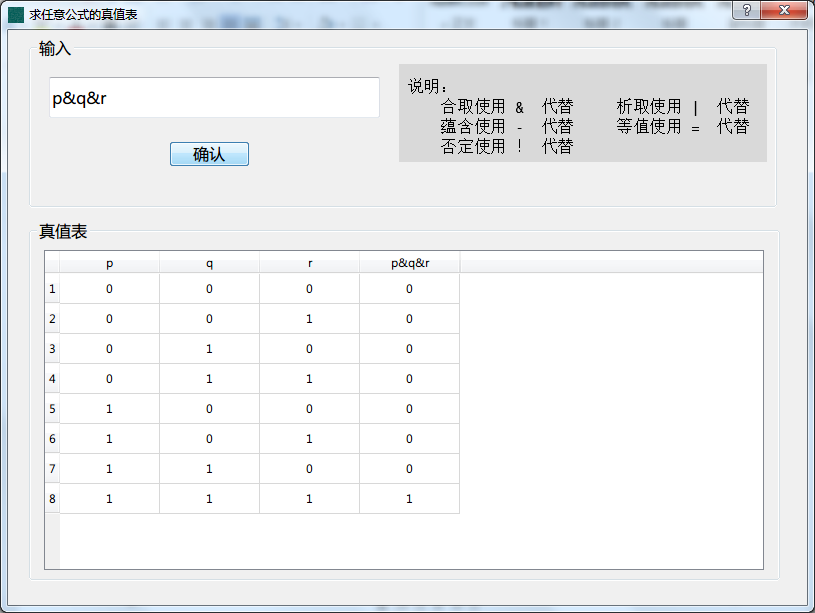 求任意公式的真值表
?
输入
p&q&r
确认
说明:
合取使用 & 代替 析取使用 | 代替
蕴含使用 - 代替 等值使用 = 代替
否定使用 ! 代替
真值表
p q r p&q&r
1 0 0 0 0
2 0 0 1 0
3 0 1 0 0
4 0 1 1 0
5 1 0 0 0
6 1 0 1 0
7 1 1 0 0
8 1 1 1 1